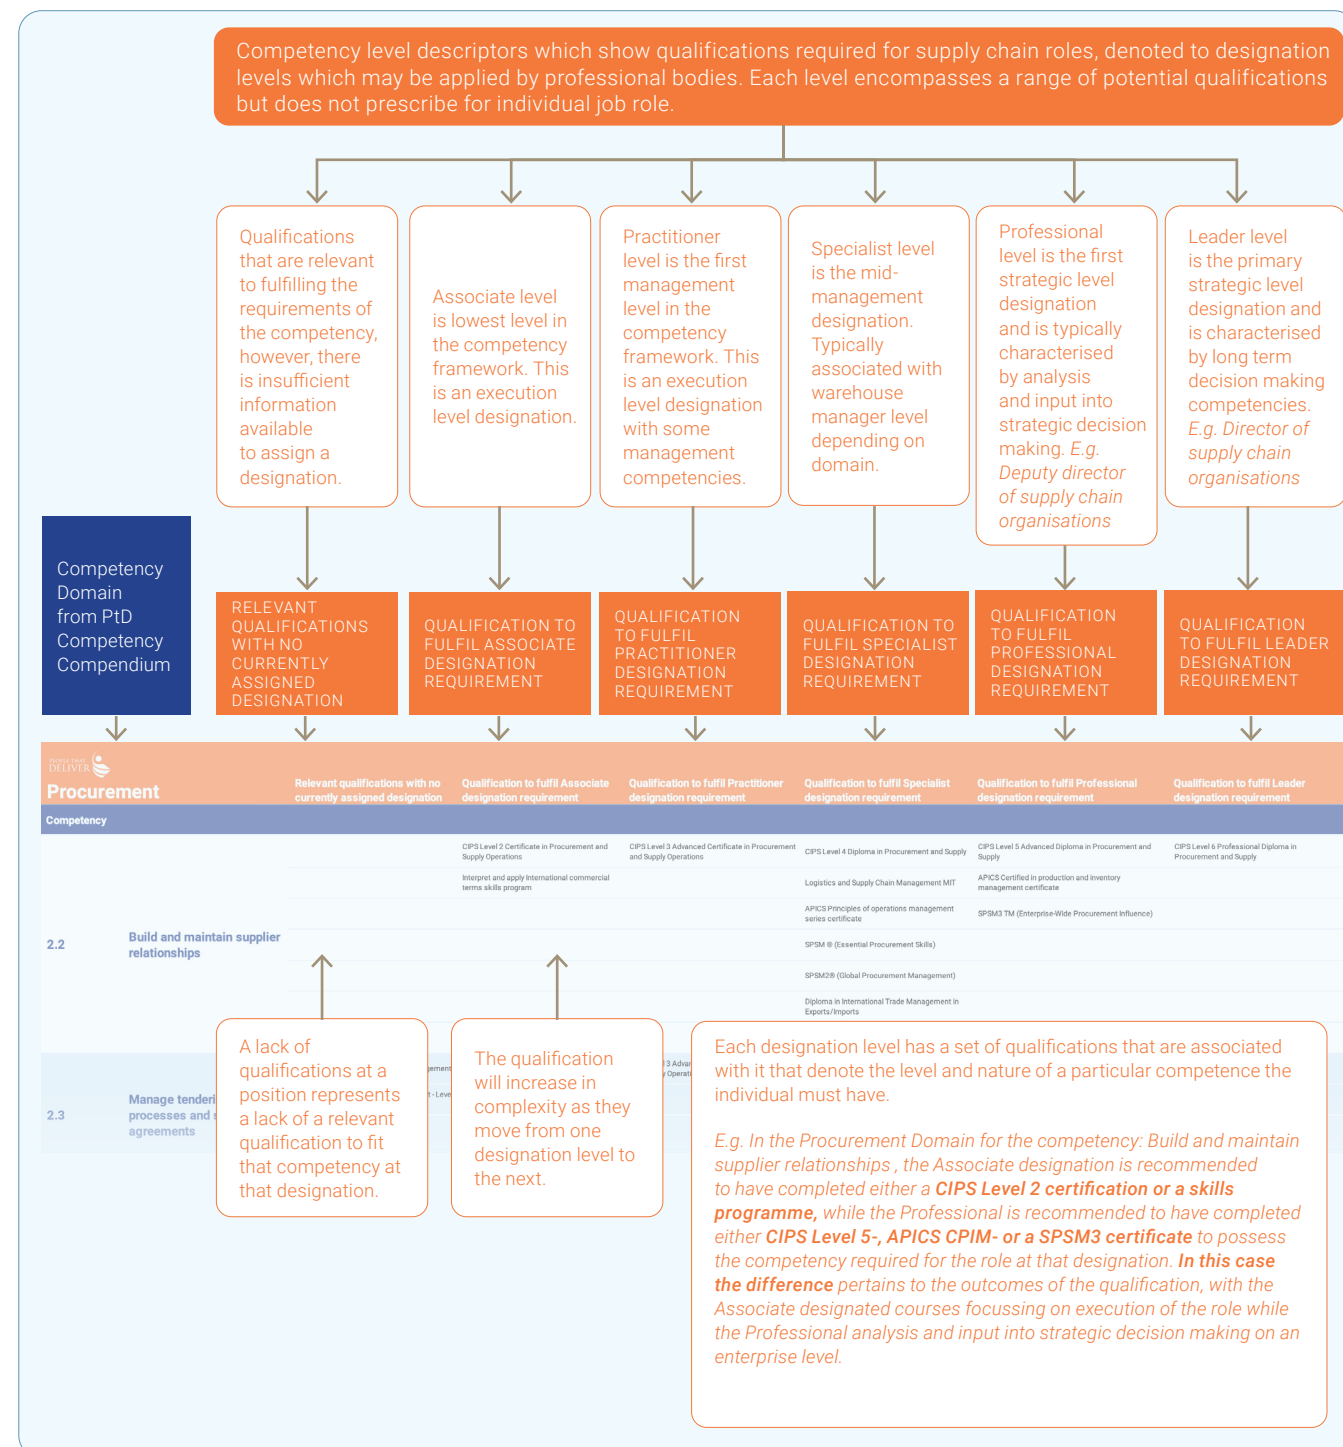 Competency level descriptors which show qualifications required for supply chain roles, denoted to designation
levels which may be applied by professional bodies. Each level encompasses a range of potential qualifications
but does not prescribe for individual job role.
Qualifications
that are relevant
to fulfilling the
requirements of
the competency,
however, there
is insufficient
information
available
to assign a
designation.
Associate level
is lowest level in
the competency
framework. This
is an execution
level designation.
Practitioner
level is the first
management
level in the
competency
framework. This
is an execution
level designation
with some
management
competencies.
Specialist level
is the mid-
management
designation.
Typically
associated with
warehouse
manager level
depending on
domain.
Professional
level is the first
strategic level
designation
and is typically
characterised
by analysis
and input into
strategic decision
making. E.g.
Deputy director
of supply chain
organisations
Leader level
is the primary
strategic level
designation and
is characterised
by long term
decision making
competencies.
E.g. Director of
supply chain
organisations
Competency
Domain
from PtD
Competency
Compendium
RELEVANT
QUALIFICATIONS
WITH NO
CURRENTLY
ASSIGNED
DESIGNATION
QUALIFICATION TO
FULFIL ASSOCIATE
DESIGNATION
REQUIREMENT
QUALIFICATION
TO FULFIL
PRACTITIONER
DESIGNATION
REQUIREMENT
QUALIFICATION TO
FULFIL SPECIALIST
DESIGNATION
REQUIREMENT
QUALIFICATION
TO FULFIL
PROFESSIONAL
DESIGNATION
REQUIREMENT
QUALIFICATION
TO FULFIL LEADER
DESIGNATION
REQUIREMENT
PEOPLE THAT
DELIVER
Procurement
Relevant qualifications with no
currently assigned designation
Qualification to fulfil Associate
designation requirement
Qualification to fulfil Practitioner
designation requirement
Qualification to fulfil Specialist
designation requirement
Qualification to fulfil Professional
designation requirement
Qualification to fulfil Leader
designation requirement
Competency
2.2
Build and maintain supplier
relationships
CIPS Level 2 Certificate in Procurement and
Supply Operations
CIPS Level 3 Advanced Certificate in Procurement
and Supply Operations
CIPS Level 4 Diploma in Procurement and Supply
CIPS Level 5 Advanced Diploma in Procurement and
Supply
CIPS Level 6 Professional Diploma in
Procurement and Supply
Interpret and apply International commercial
terms skills program
Logistics and Supply Chain Management MIT
APICS Certified in production and inventory
management certificate
APICS Principles of operations management
series certificate
SPSM3 TM (Enterprise-Wide Procurement Influence)
SPSM ® (Essential Procurement Skills)
SPSM2® (Global Procurement Management)
Diploma in International Trade Management in
Exports/Imports
2.3
Manage tenderi
processes and s
agreements
gement
t - Leve
l 3 Advan
y Operati
A lack of
qualifications at a
position represents
a lack of a relevant
qualification to fit
that competency at
that designation.
The qualification
will increase in
complexity as they
move from one
designation level to
the next.
Each designation level has a set of qualifications that are associated
with it that denote the level and nature of a particular competence the
individual must have.
E.g. In the Procurement Domain for the competency: Build and maintain
supplier relationships , the Associate designation is recommended
to have completed either a CIPS Level 2 certification or a skills
programme, while the Professional is recommended to have completed
either CIPS Level 5-, APICS CPIM- or a SPSM3 certificate to possess
the competency required for the role at that designation. In this case
the difference pertains to the outcomes of the qualification, with the
Associate designated courses focussing on execution of the role while
the Professional analysis and input into strategic decision making on an
enterprise level.